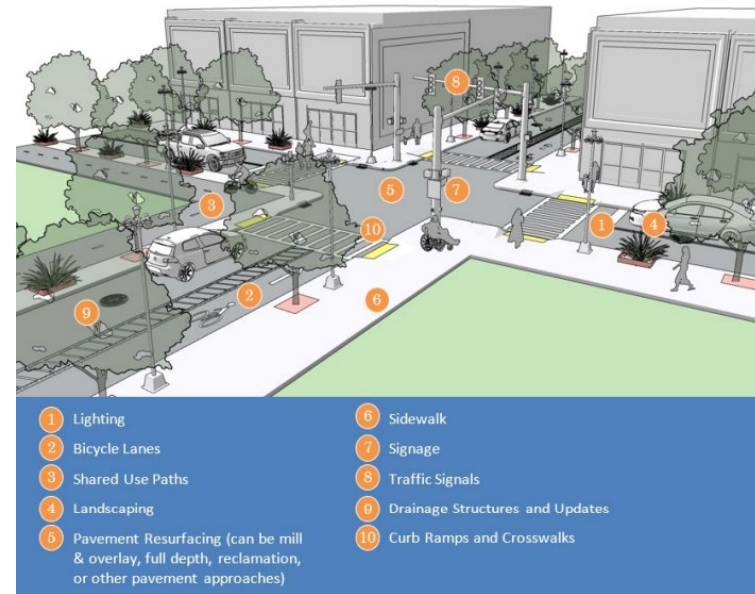 8
5
7
3
10
1
4
2
6
9
1 Lighting
2 Bicycle Lanes
3 Shared Use Paths
4 Landscaping
5 Pavement Resurfacing (can be mill
& overlay, full depth, reclamation,
or other pavement approaches)
6 Sidewalk
7 Signage
8 Traffic Signals
9 Drainage Structures and Updates
10 Curb Ramps and Crosswalks